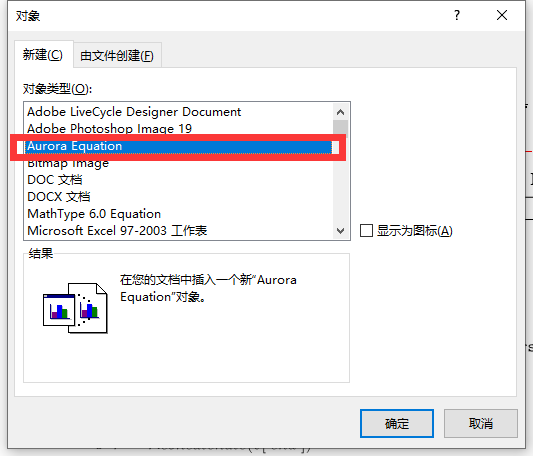 对象
新建(C)
由文件创建(F)
对象类型(O):
Adobe LiveCycle Designer Document
Adobe Photoshop Image 19
Aurora Equation
Bitmap Image
DOC 文档
DOCX 文档
MathType 6.0 Equation
Microsoft Excel 97-2003 工作表
显示为图标(A)
结果
在您的文档中插入一个新“Aurora
Equation”对象。
确定
取消